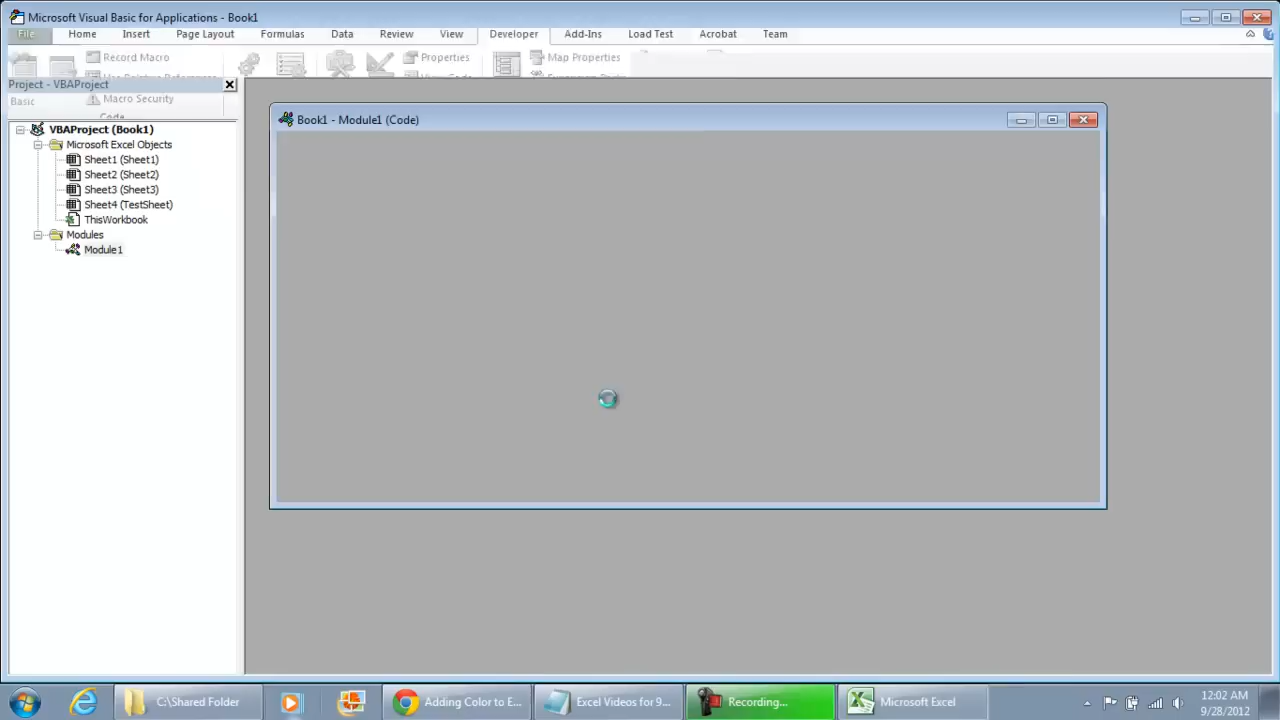 Microsoft Visual Basic for Applications - Book1
File Home Insert Page Layout Formulas Data Review View Developer Add-Ins Load Test Acrobat Team
Record Macro Properties Map Properties
Project - VBAProject
Basic Macro Security
Code
VBAProject (Book1)
Microsoft Excel Objects
Sheet1 (Sheet1)
Sheet2 (Sheet2)
Sheet3 (Sheet3)
Sheet4 (TestSheet)
ThisWorkbook
Modules
Module1
Book1 - Module1 (Code)
C:\Shared Folder
Adding Color to E...
Excel Videos for 9...
Recording...
Microsoft Excel
12:02 AM
9/28/2012